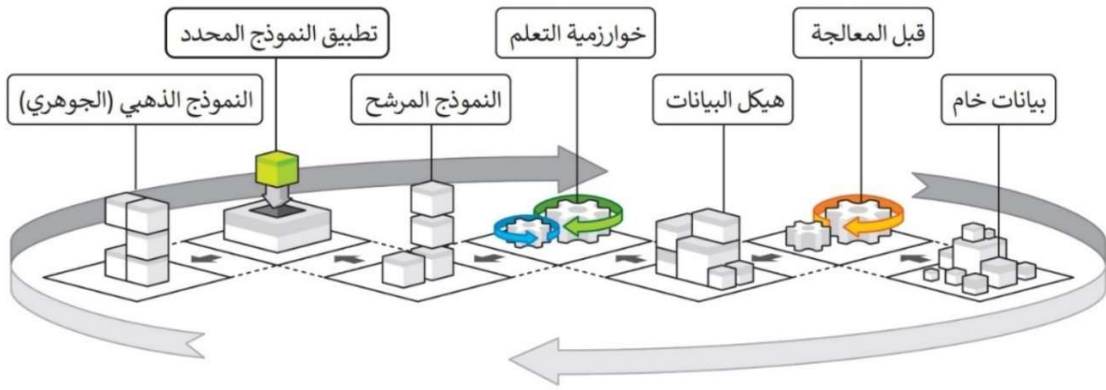 قبل المعالجة
خوارزمية التعلم
تطبيق النموذج المحدد
بيانات خام
هيكل البيانات
النموذج المرشح
النموذج الذهبي (الجوهري)